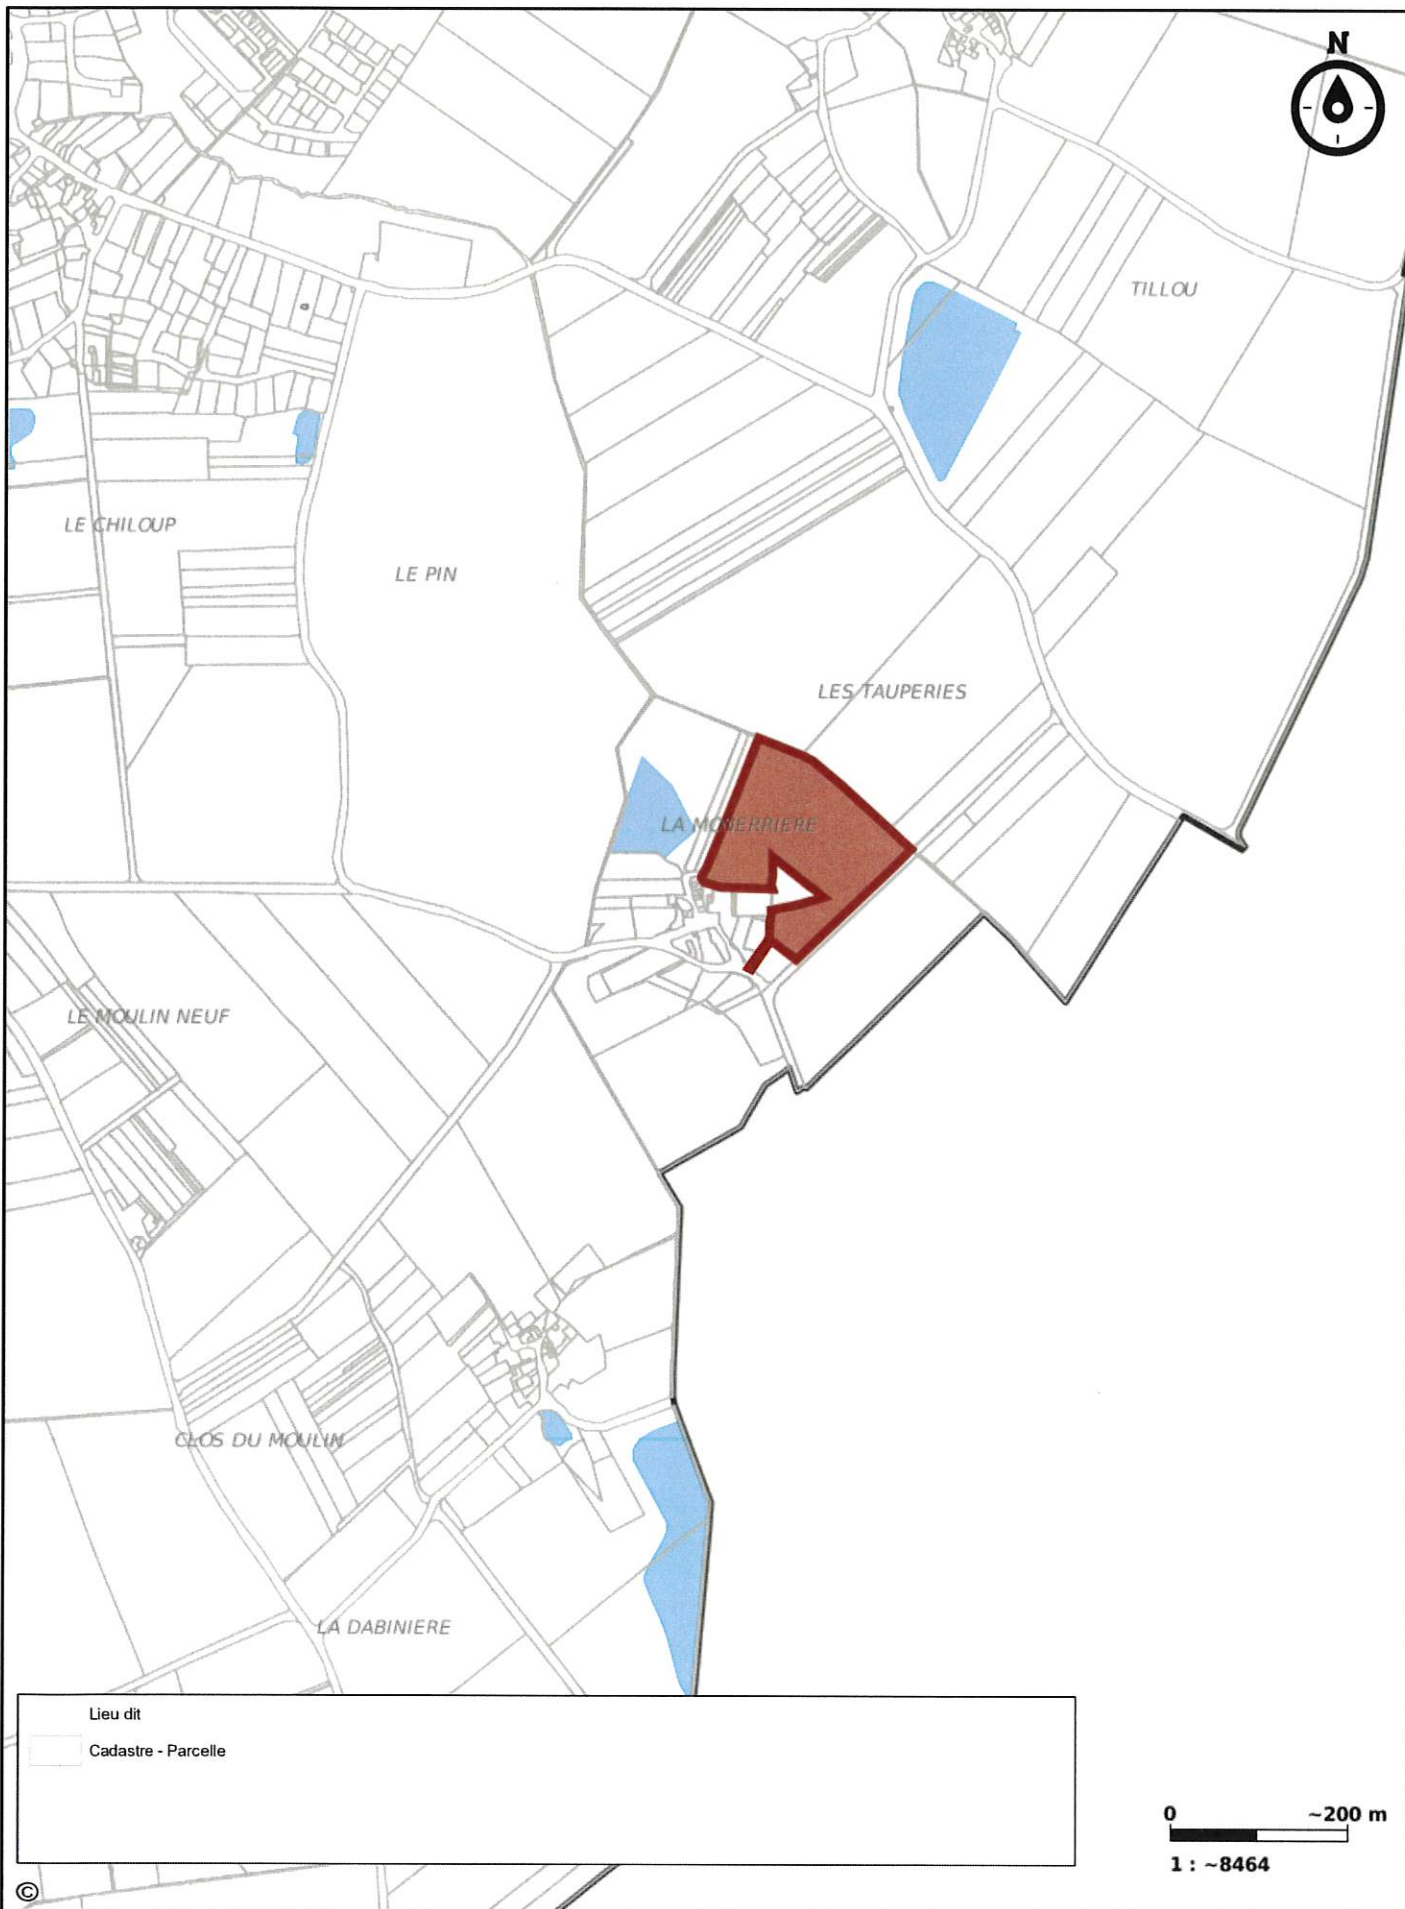 N
TILLOU
LE CHILOUP
LE PIN
LES TAUPERIES
LA MONERRIERE
LE MOULIN NEUF
CLOS DU MOULIN
LA DABINIERE
Lieu dit
Cadastre - Parcelle
0 ~200 m
1 : ~8464
©